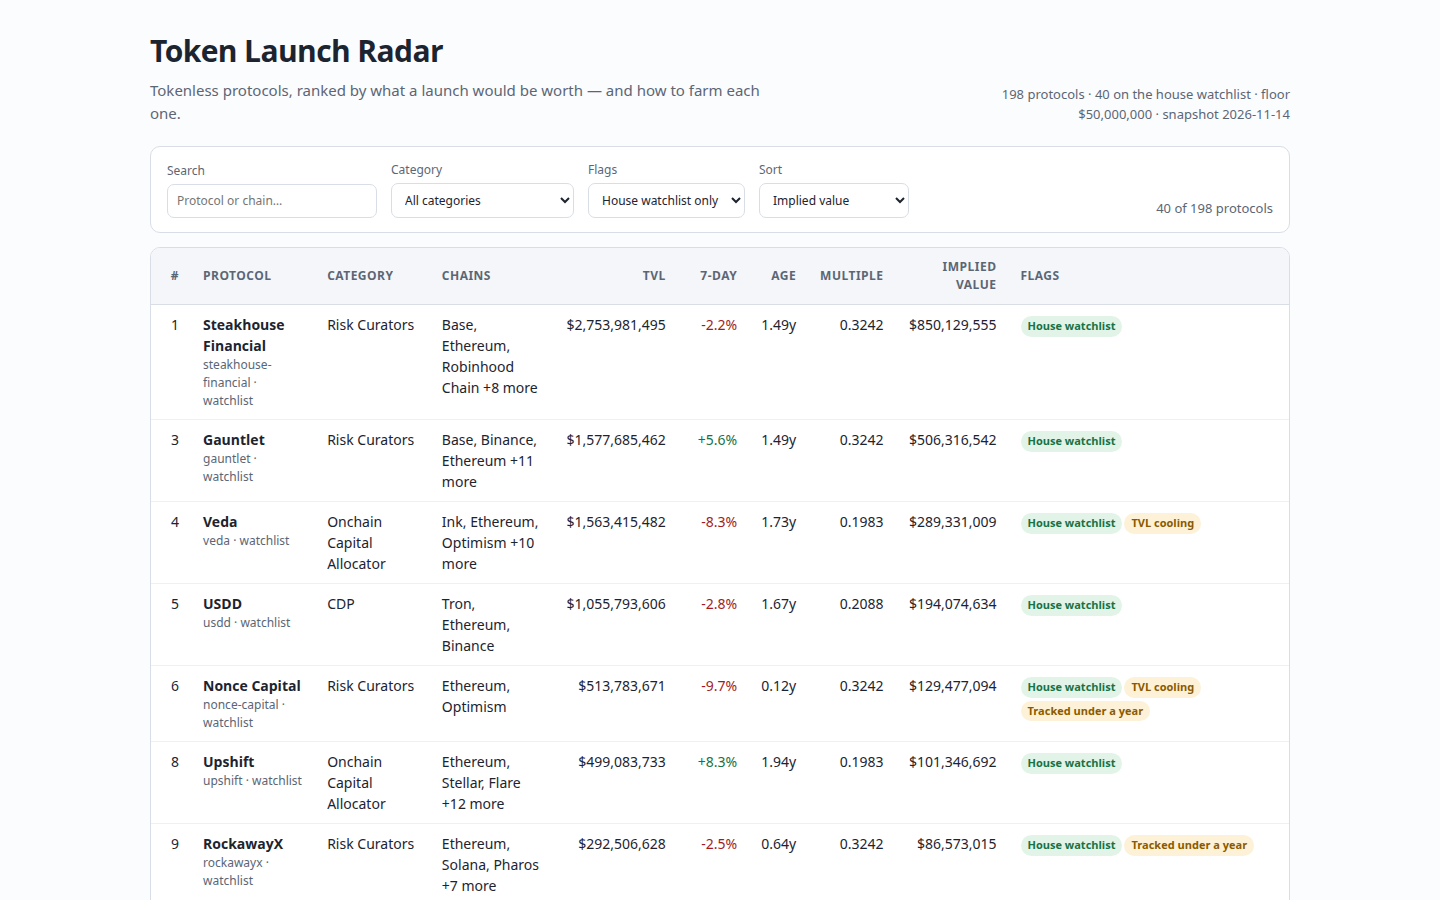 Token Launch Radar
Tokenless protocols, ranked by what a launch would be worth — and how to farm each
one.
198 protocols · 40 on the house watchlist · floor
$50,000,000 · snapshot 2026-11-14
Search
Category
Flags
Sort
Protocol or chain...
All categories
House watchlist only
Implied value
40 of 198 protocols
# PROTOCOL CATEGORY CHAINS TVL 7-DAY AGE MULTIPLE IMPLIED VALUE FLAGS
1 Steakhouse Risk Curators Base, $2,753,981,495 -2.2% 1.49y 0.3242 $850,129,555 House watchlist
Financial Ethereum,
steakhouse- Robinhood
financial · Chain +8 more
watchlist
3 Gauntlet Risk Curators Base, Binance, $1,577,685,462 +5.6% 1.49y 0.3242 $506,316,542 House watchlist
gauntlet · Ethereum +11
watchlist more
4 Veda Onchain Ink, Ethereum, $1,563,415,482 -8.3% 1.73y 0.1983 $289,331,009 House watchlist TVL cooling
veda · watchlist Capital Optimism +10
Allocator more
5 USDD CDP Tron, $1,055,793,606 -2.8% 1.67y 0.2088 $194,074,634 House watchlist
usdd · watchlist Ethereum,
Binance
6 Nonce Capital Risk Curators Ethereum, $513,783,671 -9.7% 0.12y 0.3242 $129,477,094 House watchlist TVL cooling
nonce-capital · Optimism Tracked under a year
watchlist
8 Upshift Onchain Ethereum, $499,083,733 +8.3% 1.94y 0.1983 $101,346,692 House watchlist
upshift · watchlist Capital Stellar, Flare
Allocator +12 more
9 RockawayX Risk Curators Ethereum, $292,506,628 -2.5% 0.64y 0.3242 $86,573,015 House watchlist Tracked under a year
rockawayx · Solana, Pharos
watchlist +7 more